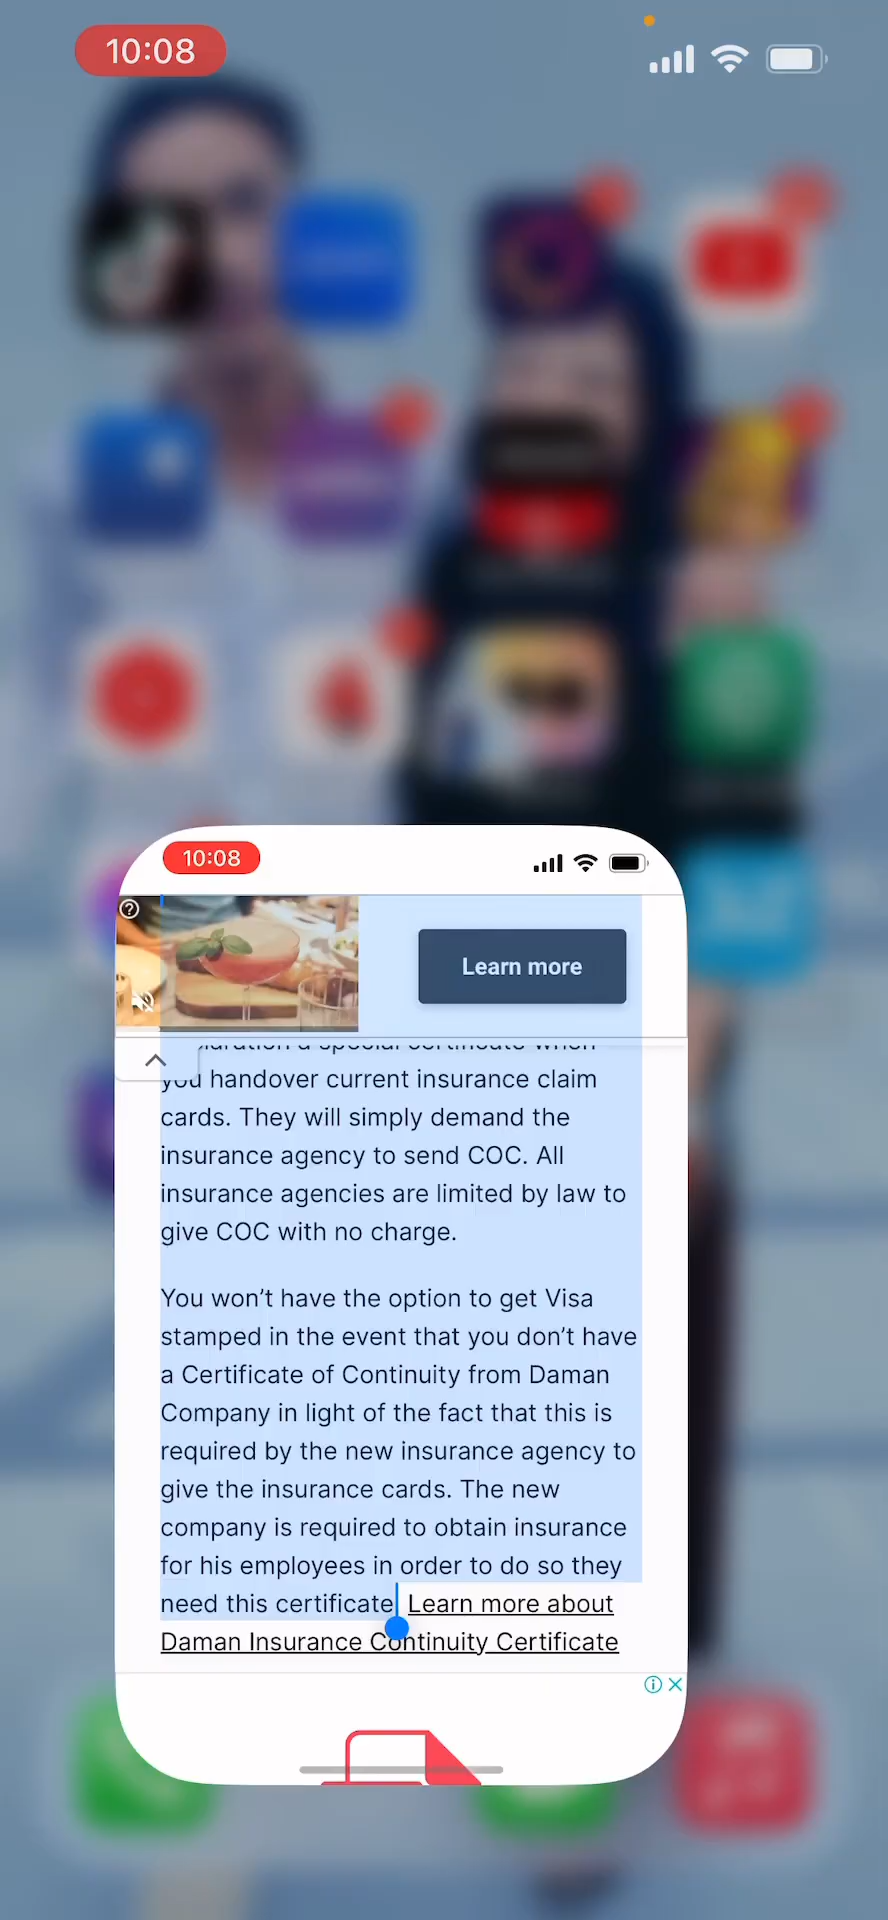 10:08
10:08
Learn more
you handover current insurance claim
cards. They will simply demand the
insurance agency to send COC. All
insurance agencies are limited by law to
give COC with no charge.
You won't have the option to get Visa
stamped in the event that you don't have
a Certificate of Continuity from Daman
Company in light of the fact that this is
required by the new insurance agency to
give the insurance cards. The new
company is required to obtain insurance
for his employees in order to do so they
need this certificate. Learn more about
Daman Insurance Continuity Certificate